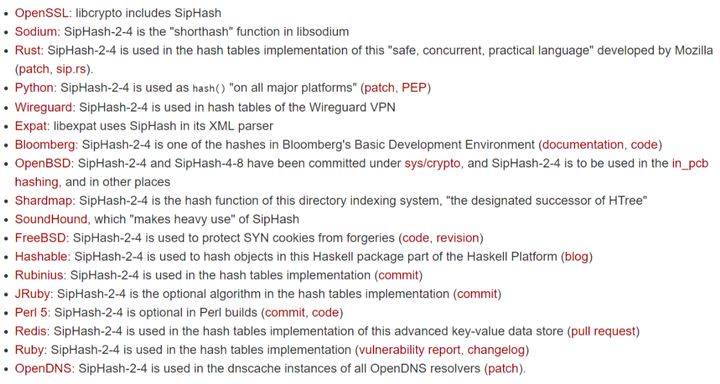 • OpenSSL: libcrypto includes SipHash
• Sodium: SipHash-2-4 is the "shorthash" function in libsodium
• Rust: SipHash-2-4 is used in the hash tables implementation of this "safe, concurrent, practical language" developed by Mozilla
(patch, sip.rs).
• Python: SipHash-2-4 is used as hash() "on all major platforms" (patch, PEP)
• Wireguard: SipHash-2-4 is used in hash tables of the Wireguard VPN
• Expat: libexpat uses SipHash in its XML parser
• Bloomberg: SipHash-2-4 is one of the hashes in Bloomberg's Basic Development Environment (documentation, code)
• OpenBSD: SipHash-2-4 and SipHash-4-8 have been committed under sys/crypto, and SipHash-2-4 is to be used in the in_pcb
hashing, and in other places
• Shardmap: SipHash-2-4 is the hash function of this directory indexing system, "the designated successor of HTree"
• SoundHound, which "makes heavy use" of SipHash
• FreeBSD: SipHash-2-4 is used to protect SYN cookies from forgeries (code, revision)
• Hashable: SipHash-2-4 is used to hash objects in this Haskell package part of the Haskell Platform (blog)
• Rubinius: SipHash-2-4 is used in the hash tables implementation (commit)
• JRuby: SipHash-2-4 is the optional algorithm in the hash tables implementation (commit)
• Perl 5: SipHash-2-4 is optional in Perl builds (commit, code)
• Redis: SipHash-2-4 is used in the hash tables implementation of this advanced key-value data store (pull request)
• Ruby: SipHash-2-4 is used in the hash tables implementation (vulnerability report, changelog)
• OpenDNS: SipHash-2-4 is used in the dnscache instances of all OpenDNS resolvers (patch).